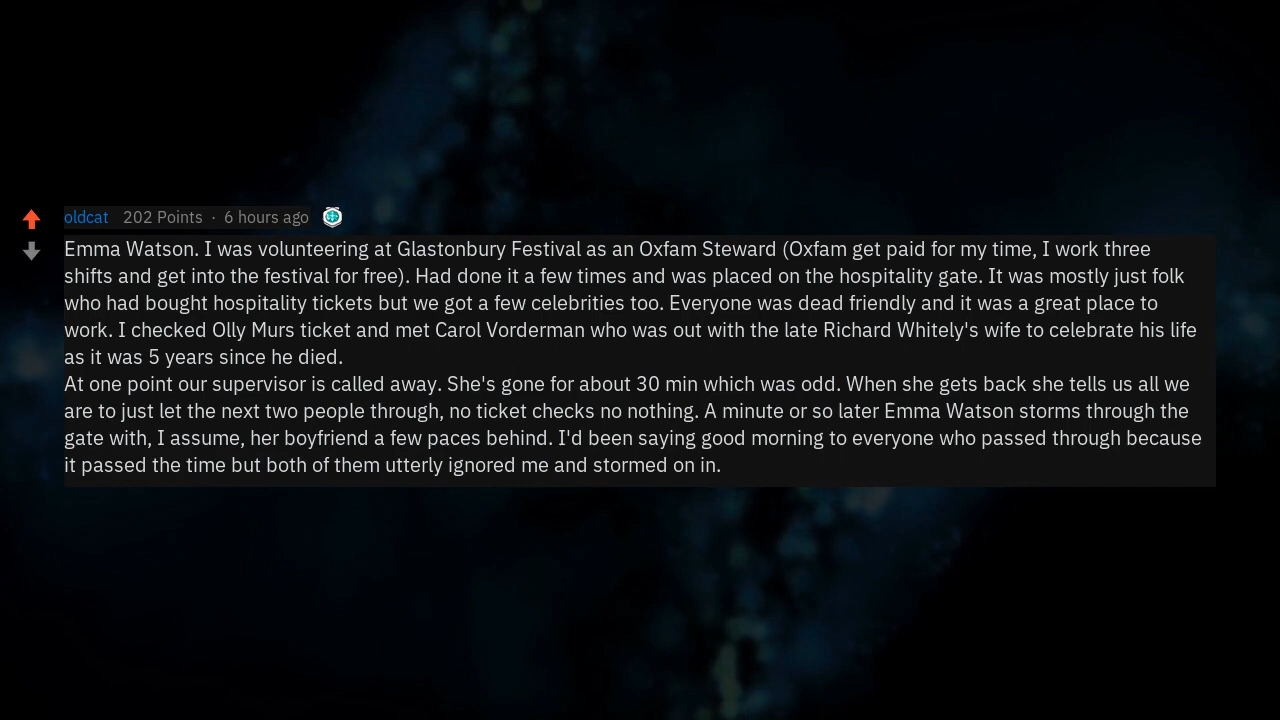 oldcat 202 Points · 6 hours ago
Emma Watson. I was volunteering at Glastonbury Festival as an Oxfam Steward (Oxfam get paid for my time, I work three
shifts and get into the festival for free). Had done it a few times and was placed on the hospitality gate. It was mostly just folk
who had bought hospitality tickets but we got a few celebrities too. Everyone was dead friendly and it was a great place to
work. I checked Olly Murs ticket and met Carol Vorderman who was out with the late Richard Whitely's wife to celebrate his life
as it was 5 years since he died.
At one point our supervisor is called away. She's gone for about 30 min which was odd. When she gets back she tells us all we
are to just let the next two people through, no ticket checks no nothing. A minute or so later Emma Watson storms through the
gate with, I assume, her boyfriend a few paces behind. I'd been saying good morning to everyone who passed through because
it passed the time but both of them utterly ignored me and stormed on in.